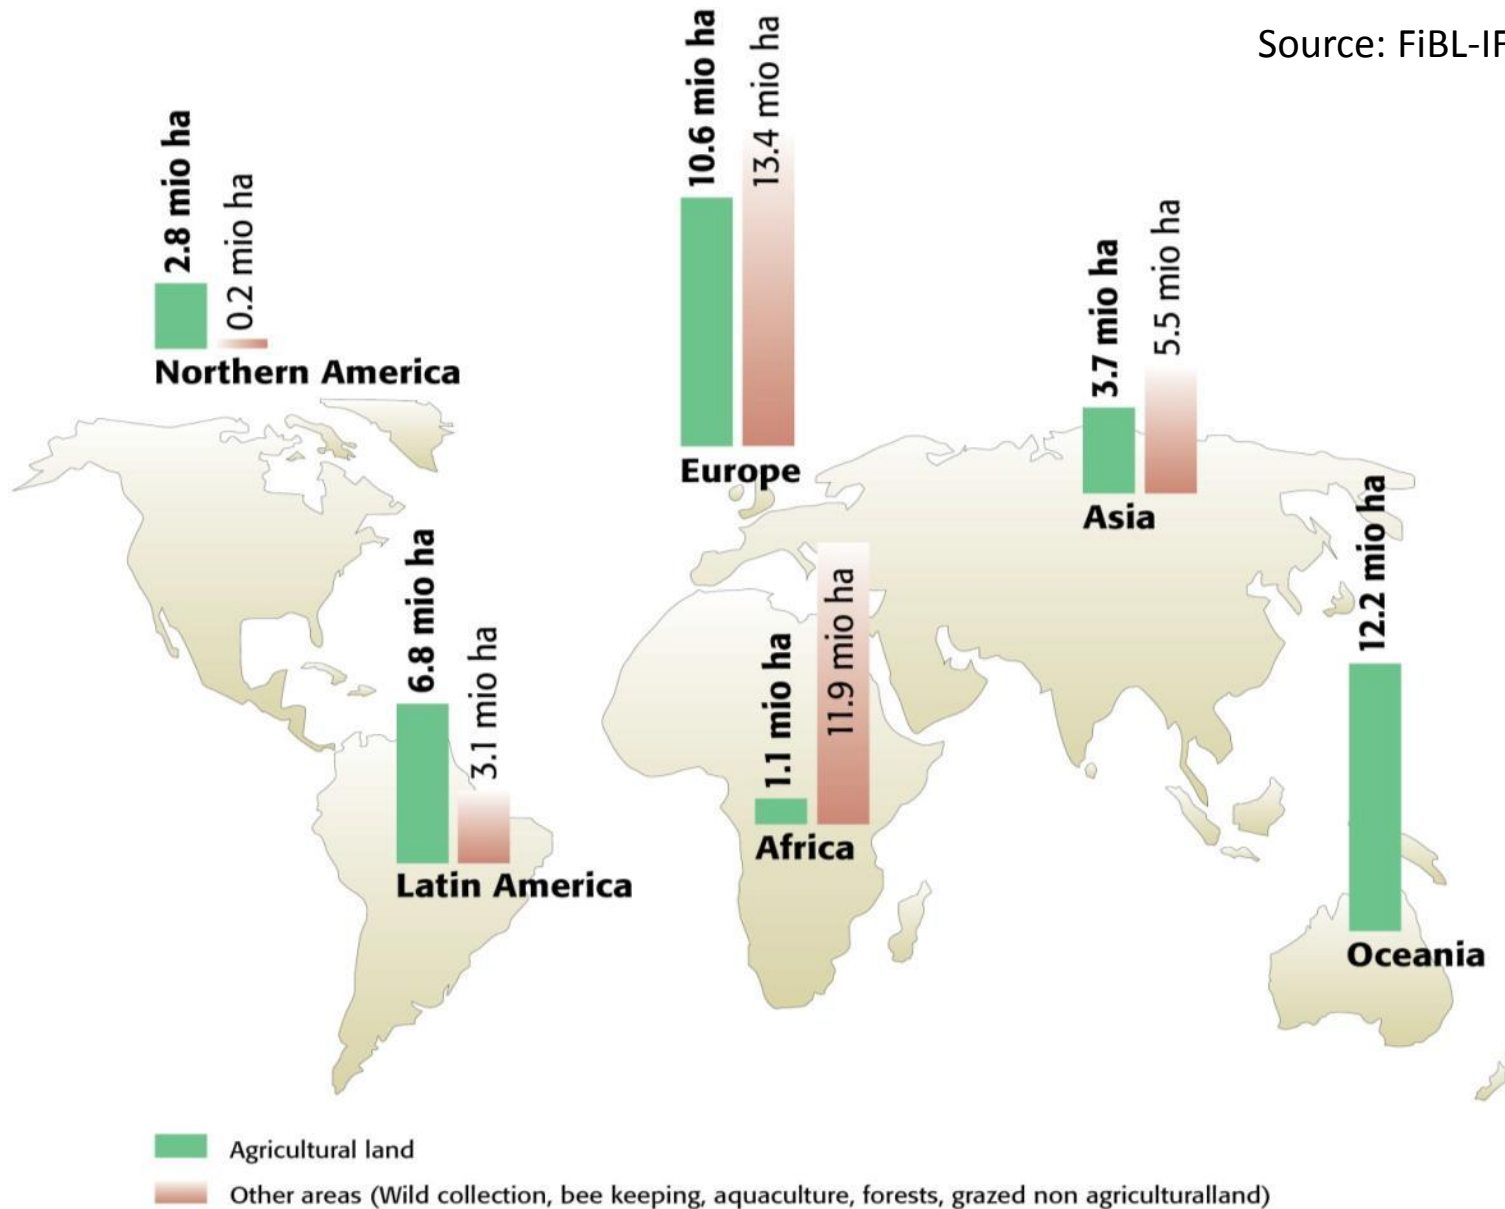 Source: FiBL-IF
10.6 mio ha
13.4 mio ha
2.8 mio ha
0.2 mio ha
Northern America
3.7 mio ha
5.5 mio ha
Europe
Asia
12.2 mio ha
6.8 mio ha
3.1 mio ha
1.1 mio ha
11.9 mio ha
Africa
Latin America
Oceania
Agricultural land
Other areas (Wild collection, bee keeping, aquaculture, forests, grazed non agriculturalland)